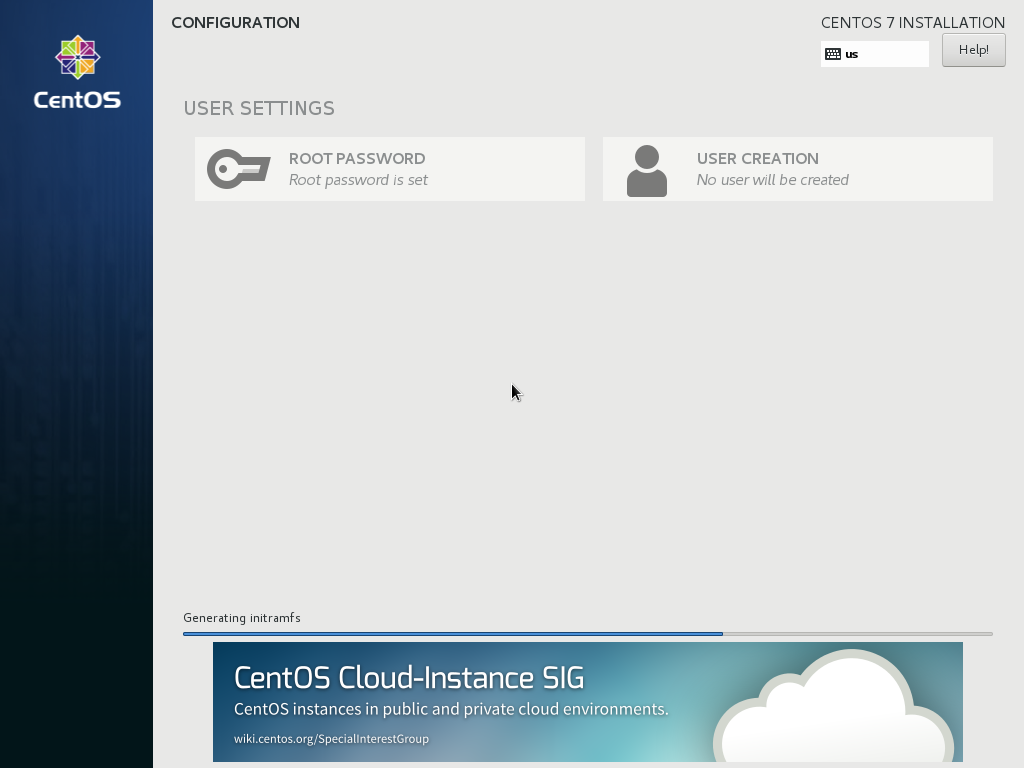 CentOS
CONFIGURATION
CENTOS 7 INSTALLATION
us
Help!
USER SETTINGS
ROOT PASSWORD
Root password is set
USER CREATION
No user will be created
Generating initramfs
CentOS Cloud-Instance SIG
CentOS instances in public and private cloud environments.
wiki.centos.org/SpecialInterestGroup